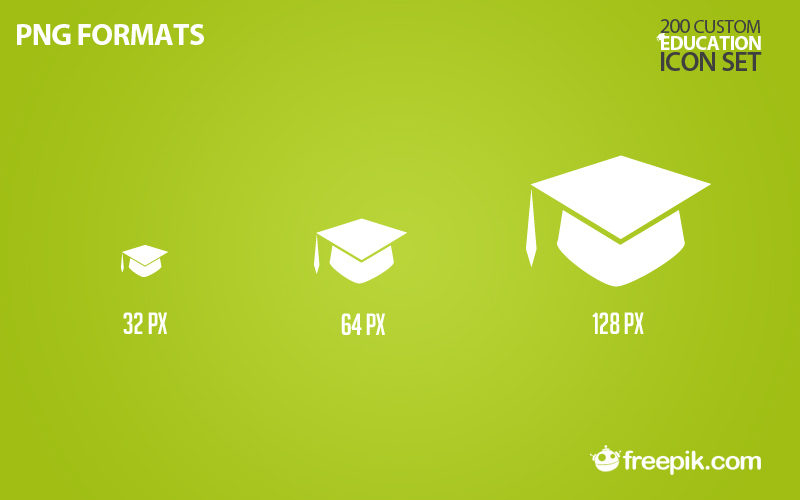 PNG FORMATS
200 CUSTOM
EDUCATION
ICON SET
32 PX
64 PX
128 PX
freepik.com